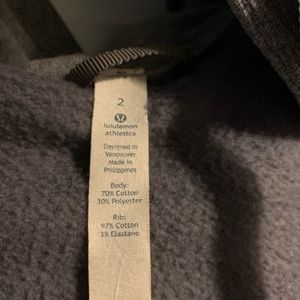 2
lululemon
athletica
Designed in
Vancouver
Made in
Philippines
Body:
70% Cotton
30% Polyester
Rib:
97% Cotton
3% Elastane